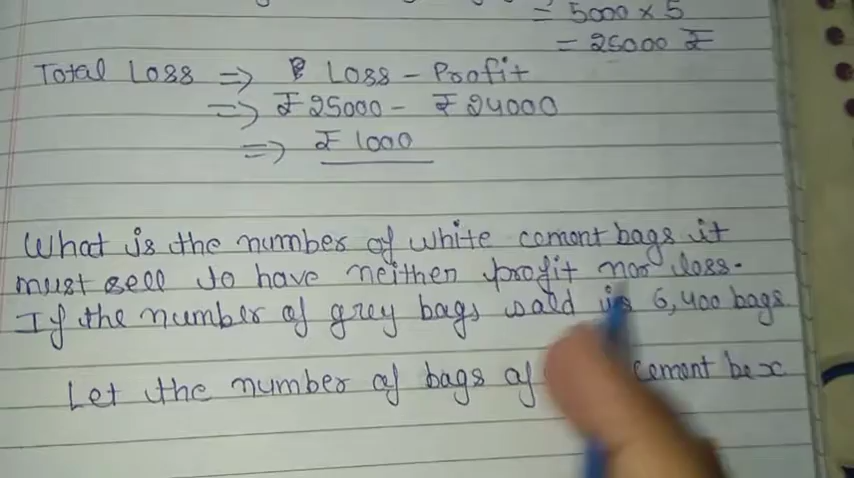 = 5000 x 5
= 25000 ₹
Total Loss => Loss - Profit
=> ₹ 25000 - ₹ 24000
=> ₹ 1000
What is the number of white cement bags it
must sell to have neither profit nor loss.
If the number of grey bags sold is 6,400 bags.
Let the number of bags of cement be x